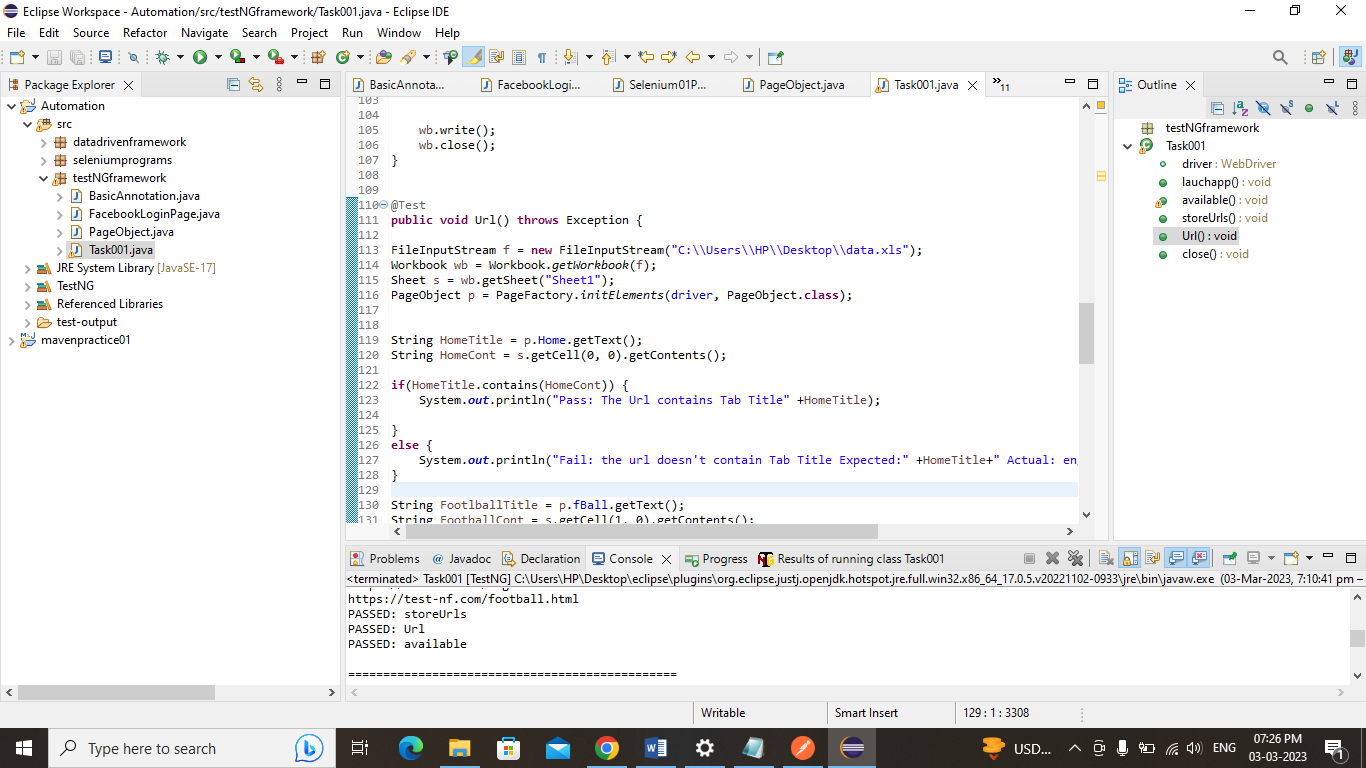 Eclipse Workspace - Automation/src/testNGframework/Task001.java - Eclipse IDE
File Edit Source Refactor Navigate Search Project Run Window Help
Package Explorer
Automation
src
datadrivenframework
seleniumprograms
testNGframework
BasicAnnotation.java
FacebookLoginPage.java
PageObject.java
Task001.java
JRE System Library [JavaSE-17]
TestNG
Referenced Libraries
test-output
mavenpractice01
BasicAnnota... FacebookLogi... Selenium01P... PageObject.java Task001.java 11
103
104
105 wb.write();
106 wb.close();
107 }
108
109
110 @Test
111 public void Url() throws Exception {
112
113 FileInputStream f = new FileInputStream("C:\\Users\\HP\\Desktop\\data.xls");
114 Workbook wb = Workbook.getWorkbook(f);
115 Sheet s = wb.getSheet("Sheet1");
116 PageObject p = PageFactory.initElements(driver, PageObject.class);
117
118
119 String HomeTitle = p.Home.getText();
120 String HomeCont = s.getCell(0, 0).getContents();
121
122 if(HomeTitle.contains(HomeCont)) {
123 System.out.println("Pass: The Url contains Tab Title" +HomeTitle);
124
125 }
126 else {
127 System.out.println("Fail: the url doesn't contain Tab Title Expected:" +HomeTitle+" Actual: en
128 }
129
130 String FootlballTitle = p.fBall.getText();
131 String FootballCont = s.getCell(1, 0).getContents();
Outline
testNGframework
Task001
driver : WebDriver
lauchapp() : void
available() : void
storeUrls() : void
Url() : void
close() : void
Problems @ Javadoc Declaration Console Progress Results of running class Task001
<terminated> Task001 [TestNG] C:\Users\HP\Desktop\eclipse\plugins\org.eclipse.justj.openjdk.hotspot.jre.full.win32.x86_64_17.0.5.v20221102-0933\jre\bin\javaw.exe (03-Mar-2023, 7:10:41 pm –
https://test-nf.com/football.html
PASSED: storeUrls
PASSED: Url
PASSED: available
===============================================
Writable Smart Insert 129 : 1 : 3308
Type here to search
USD... ENG 07:26 PM
03-03-2023
1